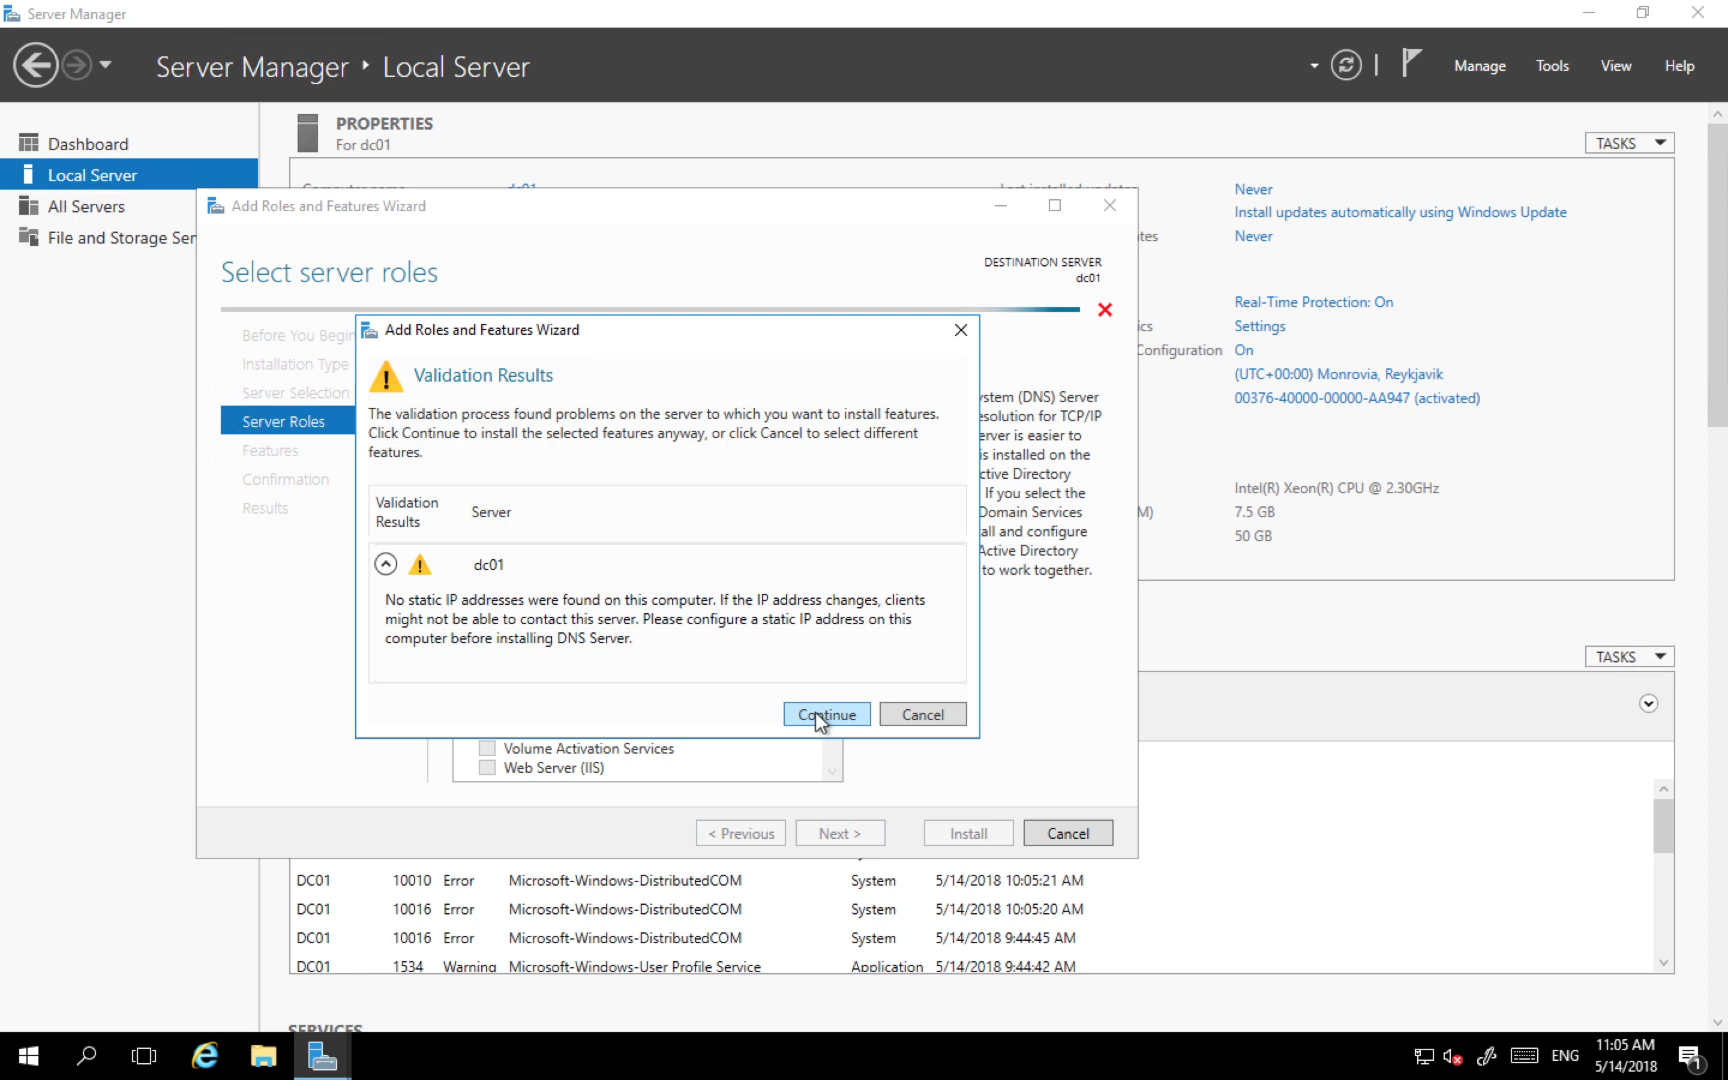 Server Manager
Server Manager ‣ Local Server
Manage Tools View Help
Dashboard
Local Server
All Servers
File and Storage Ser
PROPERTIES
For dc01
TASKS
Never
Install updates automatically using Windows Update
Never
Real-Time Protection: On
Settings
Configuration On
(UTC+00:00) Monrovia, Reykjavik
00376-40000-00000-AA947 (activated)
Intel(R) Xeon(R) CPU @ 2.30GHz
M) 7.5 GB
50 GB
Add Roles and Features Wizard
Select server roles
DESTINATION SERVER
dc01
Before You Begin
Installation Type
Server Selection
Server Roles
Features
Confirmation
Results
ystem (DNS) Server
esolution for TCP/IP
erver is easier to
is installed on the
ctive Directory
If you select the
Domain Services
all and configure
Active Directory
to work together.
Add Roles and Features Wizard
Validation Results
The validation process found problems on the server to which you want to install features.
Click Continue to install the selected features anyway, or click Cancel to select different
features.
Validation
Results
Server
dc01
No static IP addresses were found on this computer. If the IP address changes, clients
might not be able to contact this server. Please configure a static IP address on this
computer before installing DNS Server.
Continue Cancel
Volume Activation Services
Web Server (IIS)
< Previous Next > Install Cancel
TASKS
DC01 10010 Error Microsoft-Windows-DistributedCOM System 5/14/2018 10:05:21 AM
DC01 10016 Error Microsoft-Windows-DistributedCOM System 5/14/2018 10:05:20 AM
DC01 10016 Error Microsoft-Windows-DistributedCOM System 5/14/2018 9:44:45 AM
DC01 1534 Warning Microsoft-Windows-User Profile Service Application 5/14/2018 9:44:42 AM
SERVICES
ENG
11:05 AM
5/14/2018
1